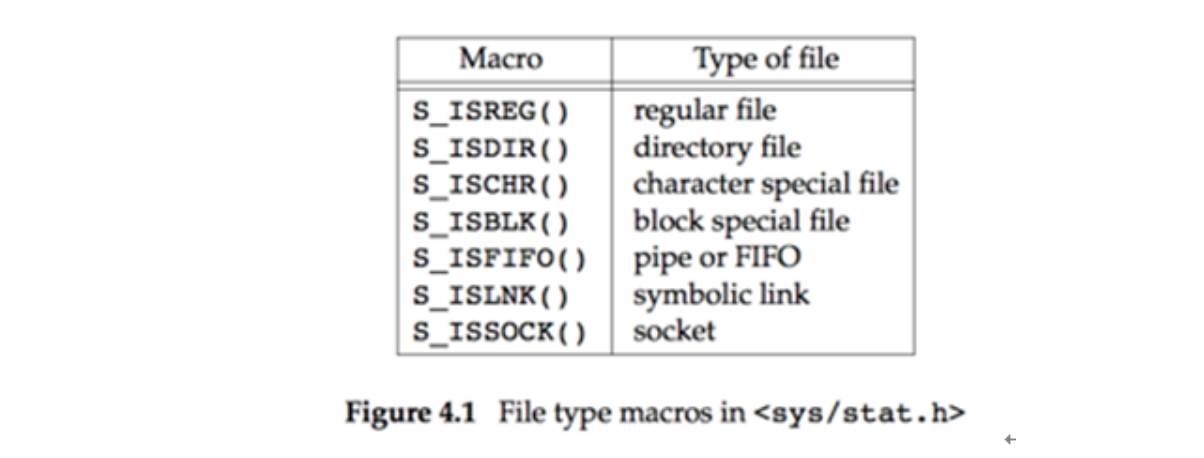 Macro Type of file
S_ISREG() regular file
S_ISDIR() directory file
S_ISCHR() character special file
S_ISBLK() block special file
S_ISFIFO() pipe or FIFO
S_ISLNK() symbolic link
S_ISSOCK() socket
Figure 4.1 File type macros in <sys/stat.h>